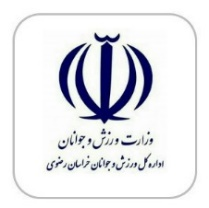 وزارت ورزش و جوانان
اداره کل ورزش و جوانان خراسان رضوی